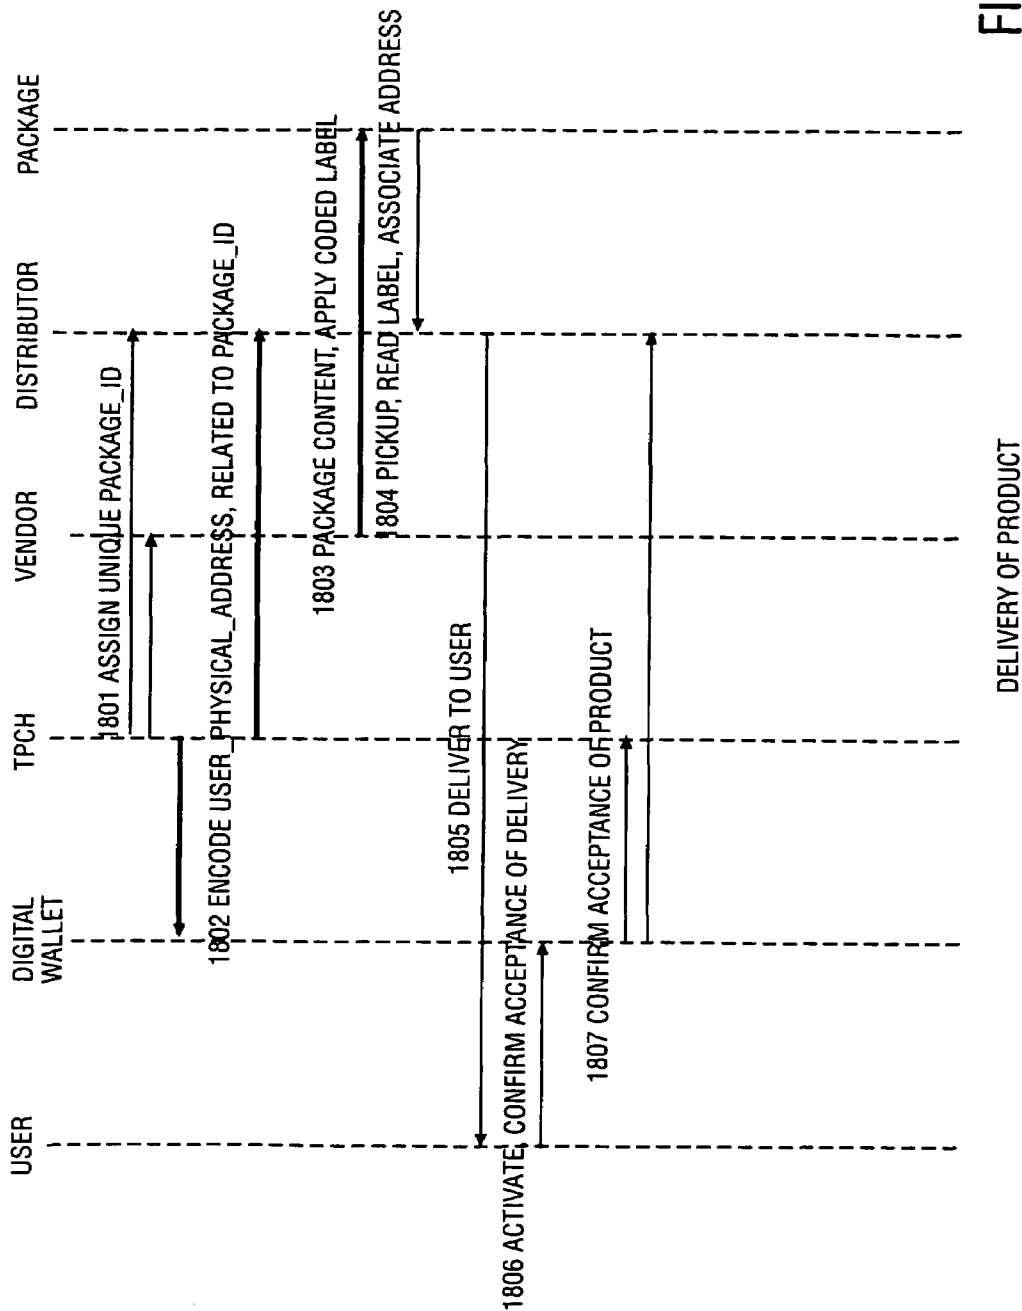 USER
DIGITAL
WALLET
TPCH
VENDOR
DISTRIBUTOR
PACKAGE
1801 ASSIGN UNIQUE PACKAGE_ID
1802 ENCODE USER_PHYSICAL_ADDRESS, RELATED TO PACKAGE_ID
1803 PACKAGE CONTENT, APPLY CODED LABEL
1804 PICKUP, READ LABEL, ASSOCIATE ADDRESS
1805 DELIVER TO USER
1806 ACTIVATE, CONFIRM ACCEPTANCE OF DELIVERY
1807 CONFIRM ACCEPTANCE OF PRODUCT
DELIVERY OF PRODUCT